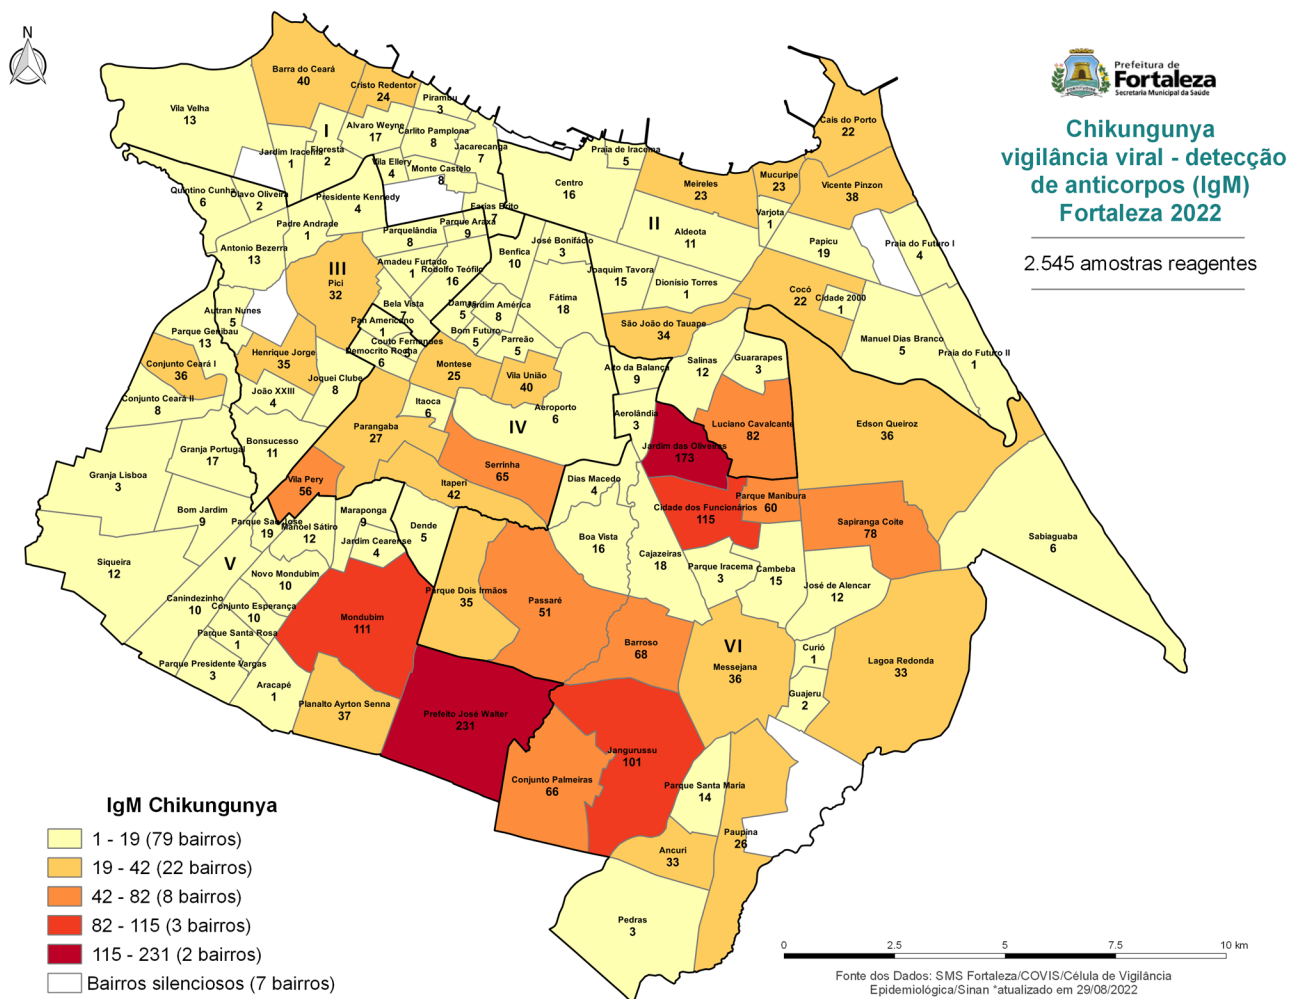 N
Prefeitura de
Fortaleza
Secretaria Municipal da Saúde
Chikungunya
vigilância viral - detecção
de anticorpos (IgM)
Fortaleza 2022
2.545 amostras reagentes
Barra do Ceará
40
Cristo Redentor
24
Pirambu
3
Vila Velha
13
I
Alvaro Weyne
17
Carlito Pamplona
8
Jacarecanga
7
Jardim Iracema
1
Floresta
2
Vila Ellery
4
Monte Castelo
8
Praia de Iracema
5
Cais do Porto
22
Quintino Cunha
6
Olavo Oliveira
2
Presidente Kennedy
4
Farias Brito
7
Centro
16
Meireles
23
Mucuripe
23
Vicente Pinzon
38
Padre Andrade
1
Parquelândia
8
Parque Araxá
9
II
Aldeota
11
Varjota
1
Papicu
19
Praia do Futuro I
4
Antonio Bezerra
13
III
Pici
32
Amadeu Furtado
1
Rodolfo Teófilo
16
Benfica
10
José Bonifácio
3
Joaquim Tavora
15
Dionísio Torres
1
Cocó
22
Cidade 2000
1
Autran Nunes
5
Bela Vista
7
Damas
5
Jardim América
8
Fátima
18
São João do Tauape
34
Parque Genibau
13
Pan Americano
1
Couto Fernandes
Democrito Rocha
6
Bom Futuro
5
Parreão
5
Manuel Dias Branco
5
Praia do Futuro II
1
Conjunto Ceará I
36
Henrique Jorge
35
Joquei Clube
8
Montese
25
Vila União
40
Alto da Balança
9
Salinas
12
Guararapes
3
Conjunto Ceará II
8
João XXIII
4
Itaoca
6
Aeroporto
6
Aerolândia
3
Luciano Cavalcante
82
Edson Queiroz
36
Parangaba
27
IV
Granja Portugal
17
Bonsucesso
11
Jardim das Oliveiras
173
Granja Lisboa
3
Vila Pery
56
Itaperi
42
Serrinha
65
Dias Macedo
4
Cidade dos Funcionários
115
Parque Manibura
60
Bom Jardim
9
Parque São José
19
Manoel Sátiro
12
Maraponga
9
Jardim Cearense
4
Dende
5
Boa Vista
16
Sapiranga Coite
78
Sabiaguaba
6
Siqueira
12
V
Novo Mondubim
10
Cajazeiras
18
Parque Iracema
3
Cambeba
15
José de Alencar
12
Canindezinho
10
Conjunto Esperança
10
Parque Dois Irmãos
35
Passaré
51
Mondubim
111
Parque Santa Rosa
1
Barroso
68
VI
Messejana
36
Curió
1
Lagoa Redonda
33
Parque Presidente Vargas
3
Aracapé
1
Planalto Ayrton Senna
37
Guajeru
2
Prefeito José Walter
231
Jangurussu
101
Conjunto Palmeiras
66
Parque Santa Maria
14
Paupina
26
Ancuri
33
Pedras
3
IgM Chikungunya
1 - 19 (79 bairros)
19 - 42 (22 bairros)
42 - 82 (8 bairros)
82 - 115 (3 bairros)
115 - 231 (2 bairros)
Bairros silenciosos (7 bairros)
0 2.5 5 7.5 10 km
Fonte dos Dados: SMS Fortaleza/COVIS/Célula de Vigilância
Epidemiológica/Sinan *atualizado em 29/08/2022